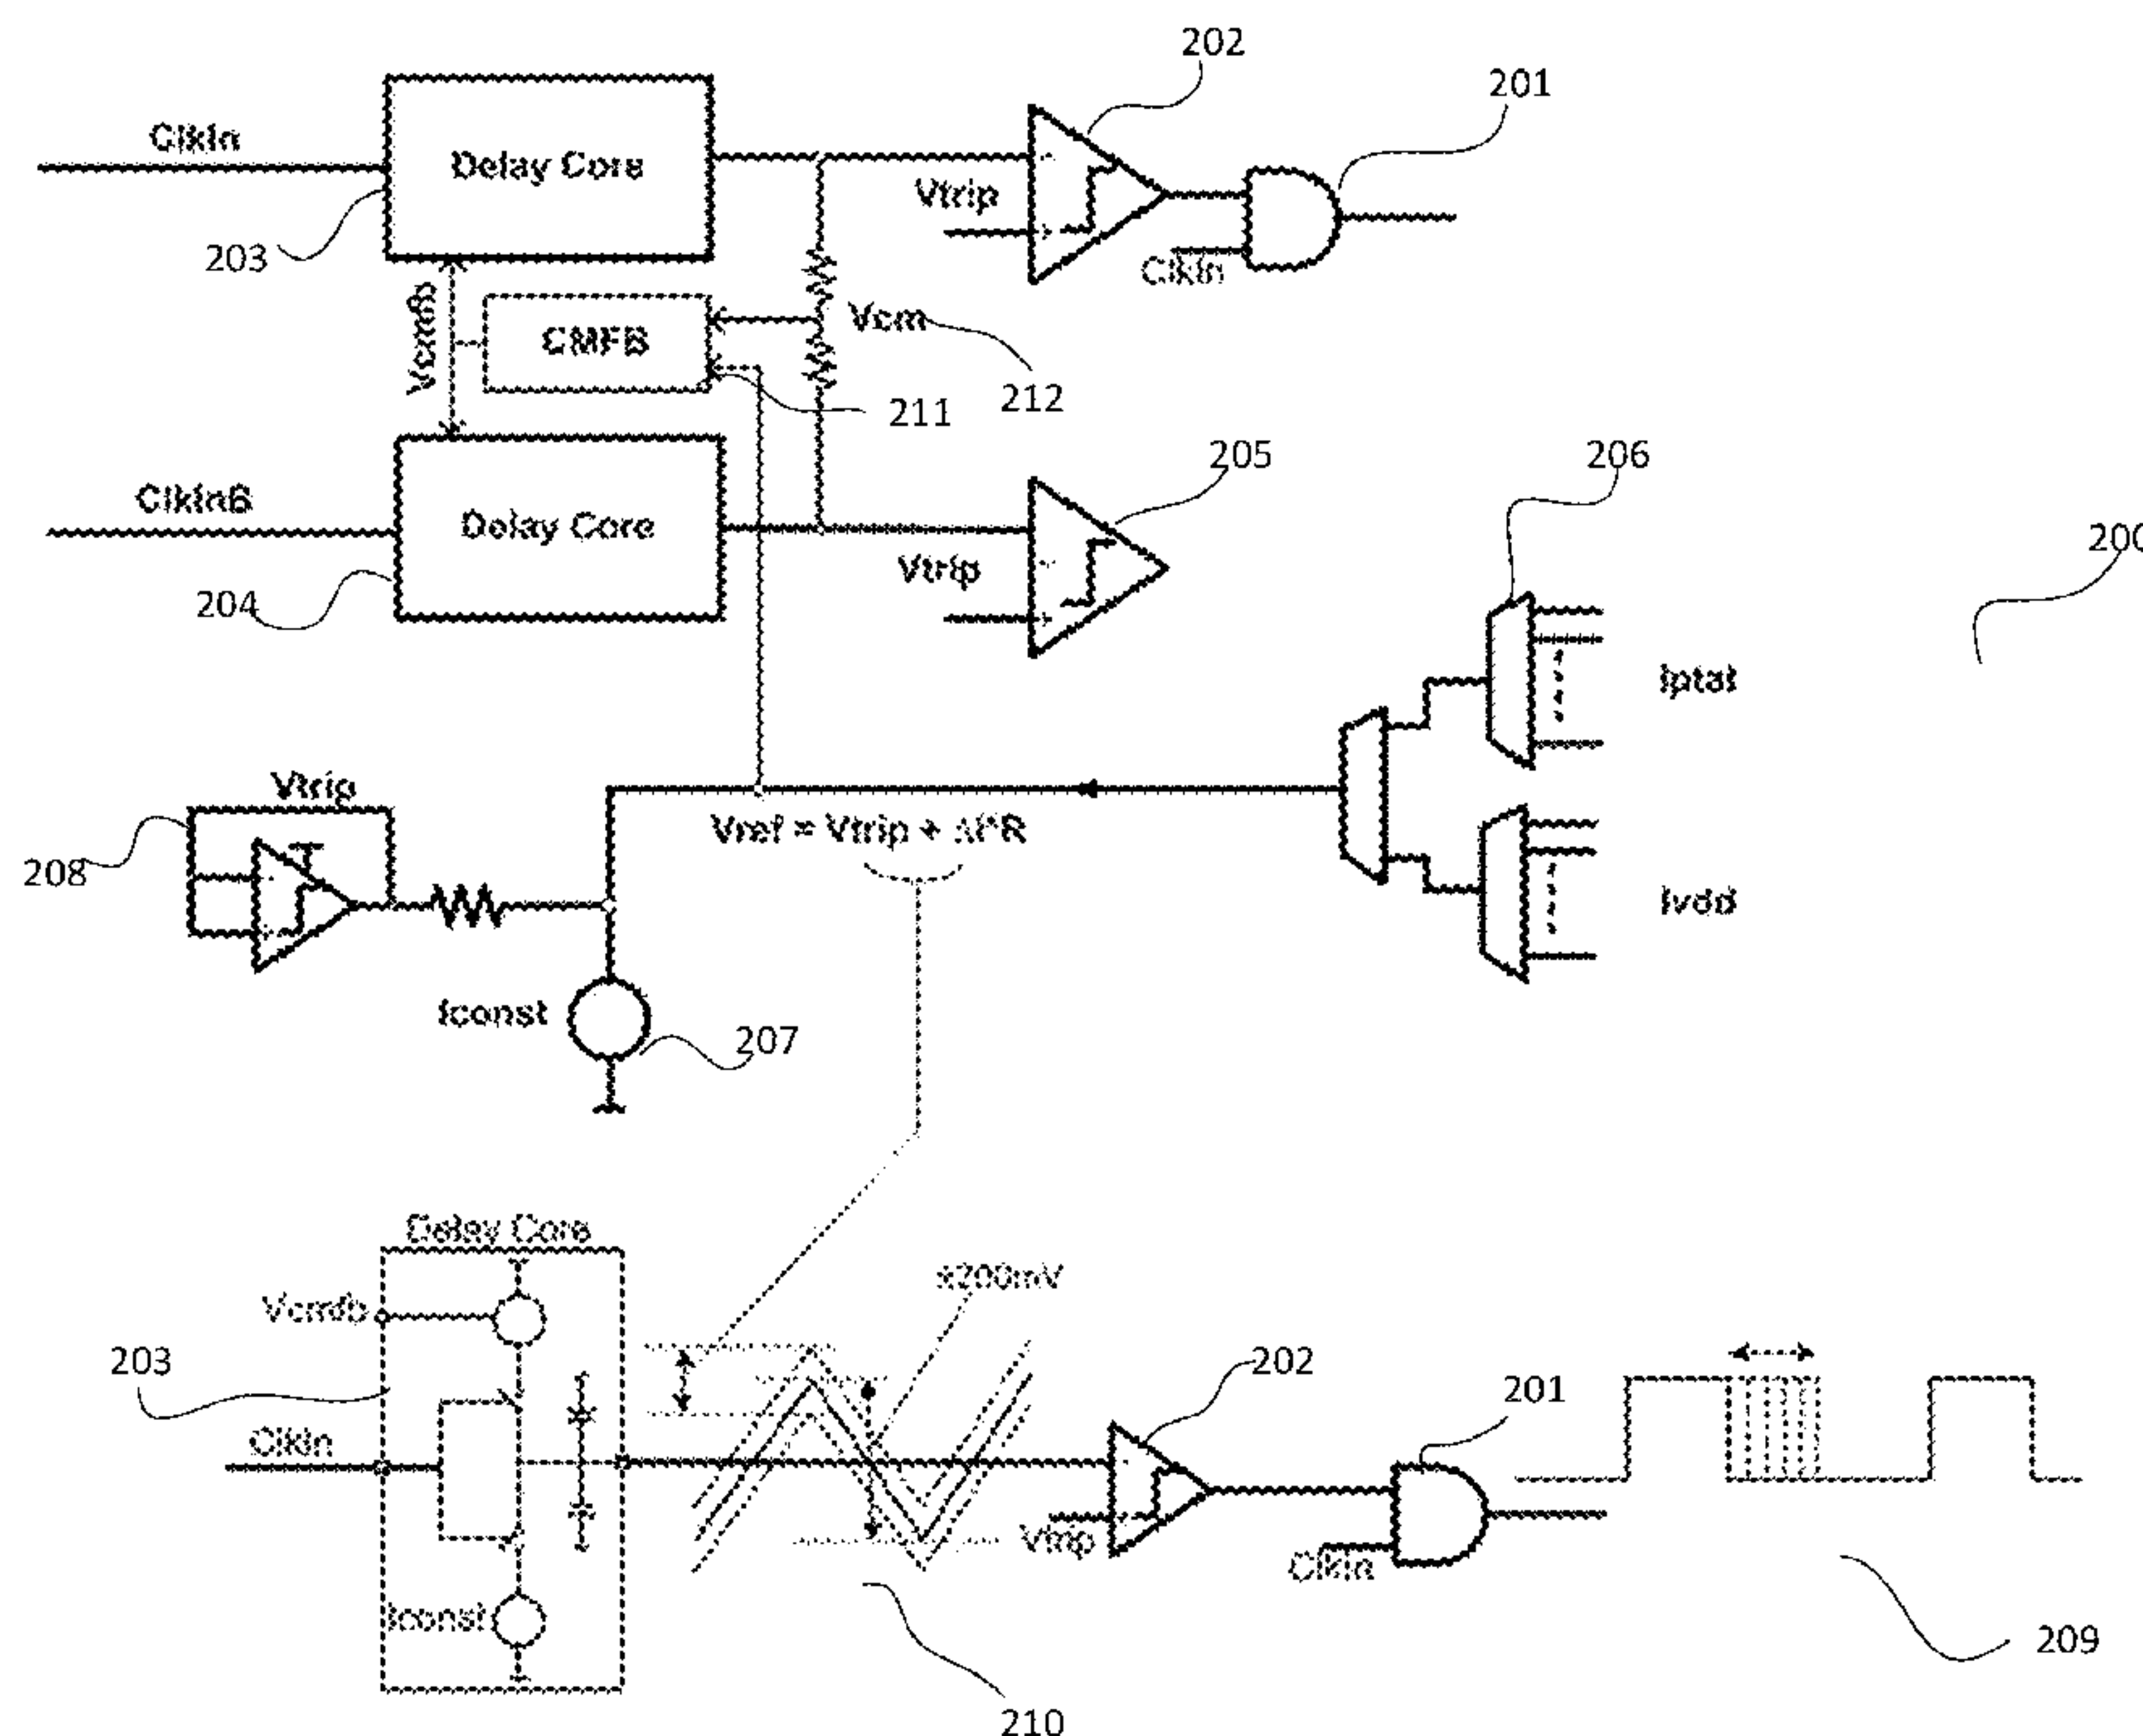 202
201
ClkIn
Delay Core
Vtrip
203
ClkIn
Vcmfb
CMFB
Vcm
212
211
205
206
ClkInB
Delay Core
200
Vtrip
204
Iptat
Vtrip
Vref = Vtrip + ΔI*R
208
Ivdd
Iconst
207
Delay Core
±200mV
Vcmfb
203
202
201
ClkIn
Vtrip
ClkIn
Iconst
209
210